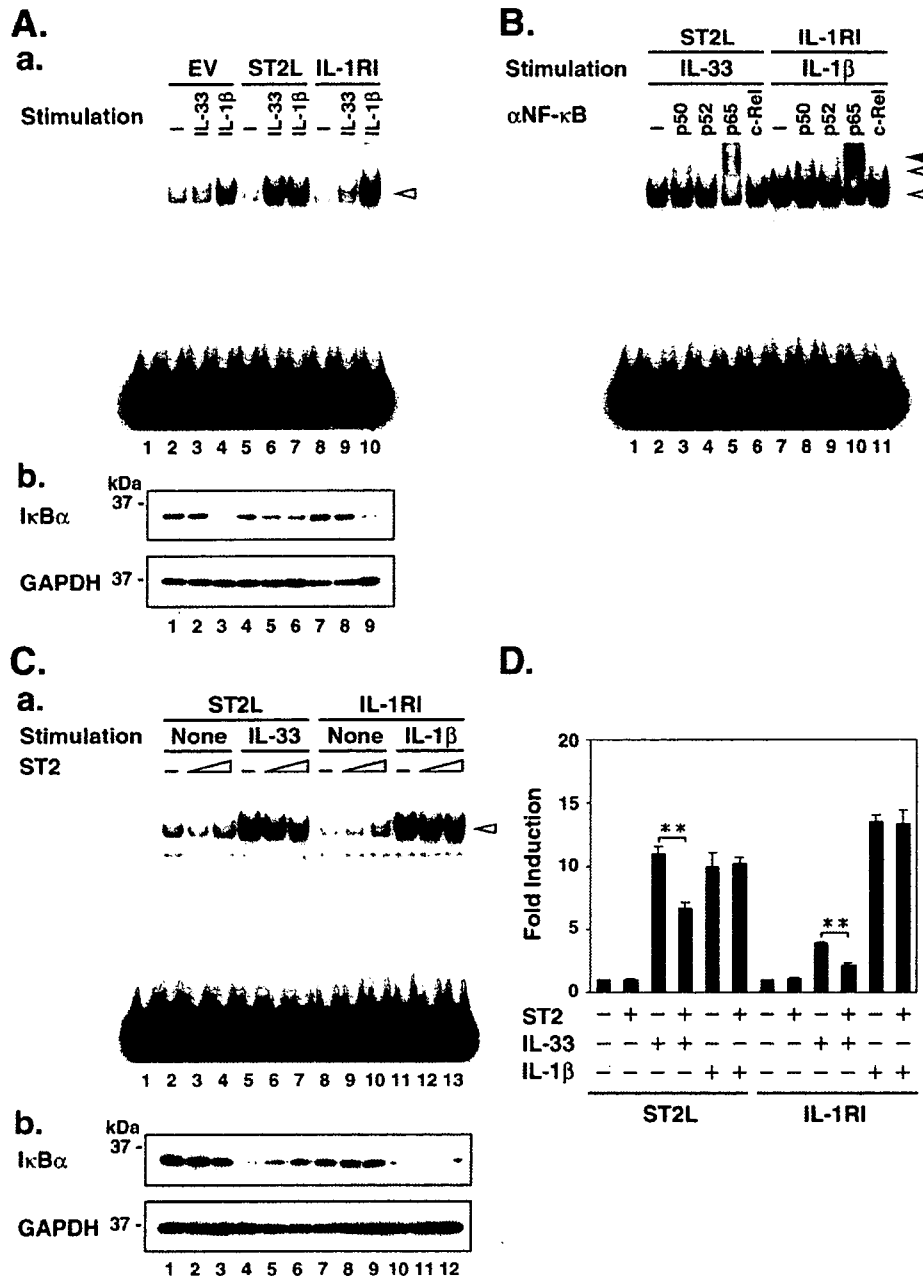 A.
a.
EV ST2L IL-1RI
Stimulation – IL-33 IL-1β – IL-33 IL-1β – IL-33 IL-1β
1 2 3 4 5 6 7 8 9 10
b.
kDa
37 -
IκBα
GAPDH 37 -
1 2 3 4 5 6 7 8 9
B.
ST2L IL-1RI
Stimulation IL-33 IL-1β
αNF-κB – p50 p52 p65 c-Rel – p50 p52 p65 c-Rel
1 2 3 4 5 6 7 8 9 10 11
C.
a.
ST2L IL-1RI
Stimulation None IL-33 None IL-1β
ST2 – – – –
1 2 3 4 5 6 7 8 9 10 11 12 13
b.
kDa
37 -
IκBα
GAPDH 37 -
1 2 3 4 5 6 7 8 9 10 11 12
D.
Fold Induction
20
15
10
5
0
**
**
ST2 – + – + – + – + – + – +
IL-33 – – + + – – – – + + – –
IL-1β – – – – + + – – – – + +
ST2L IL-1RI